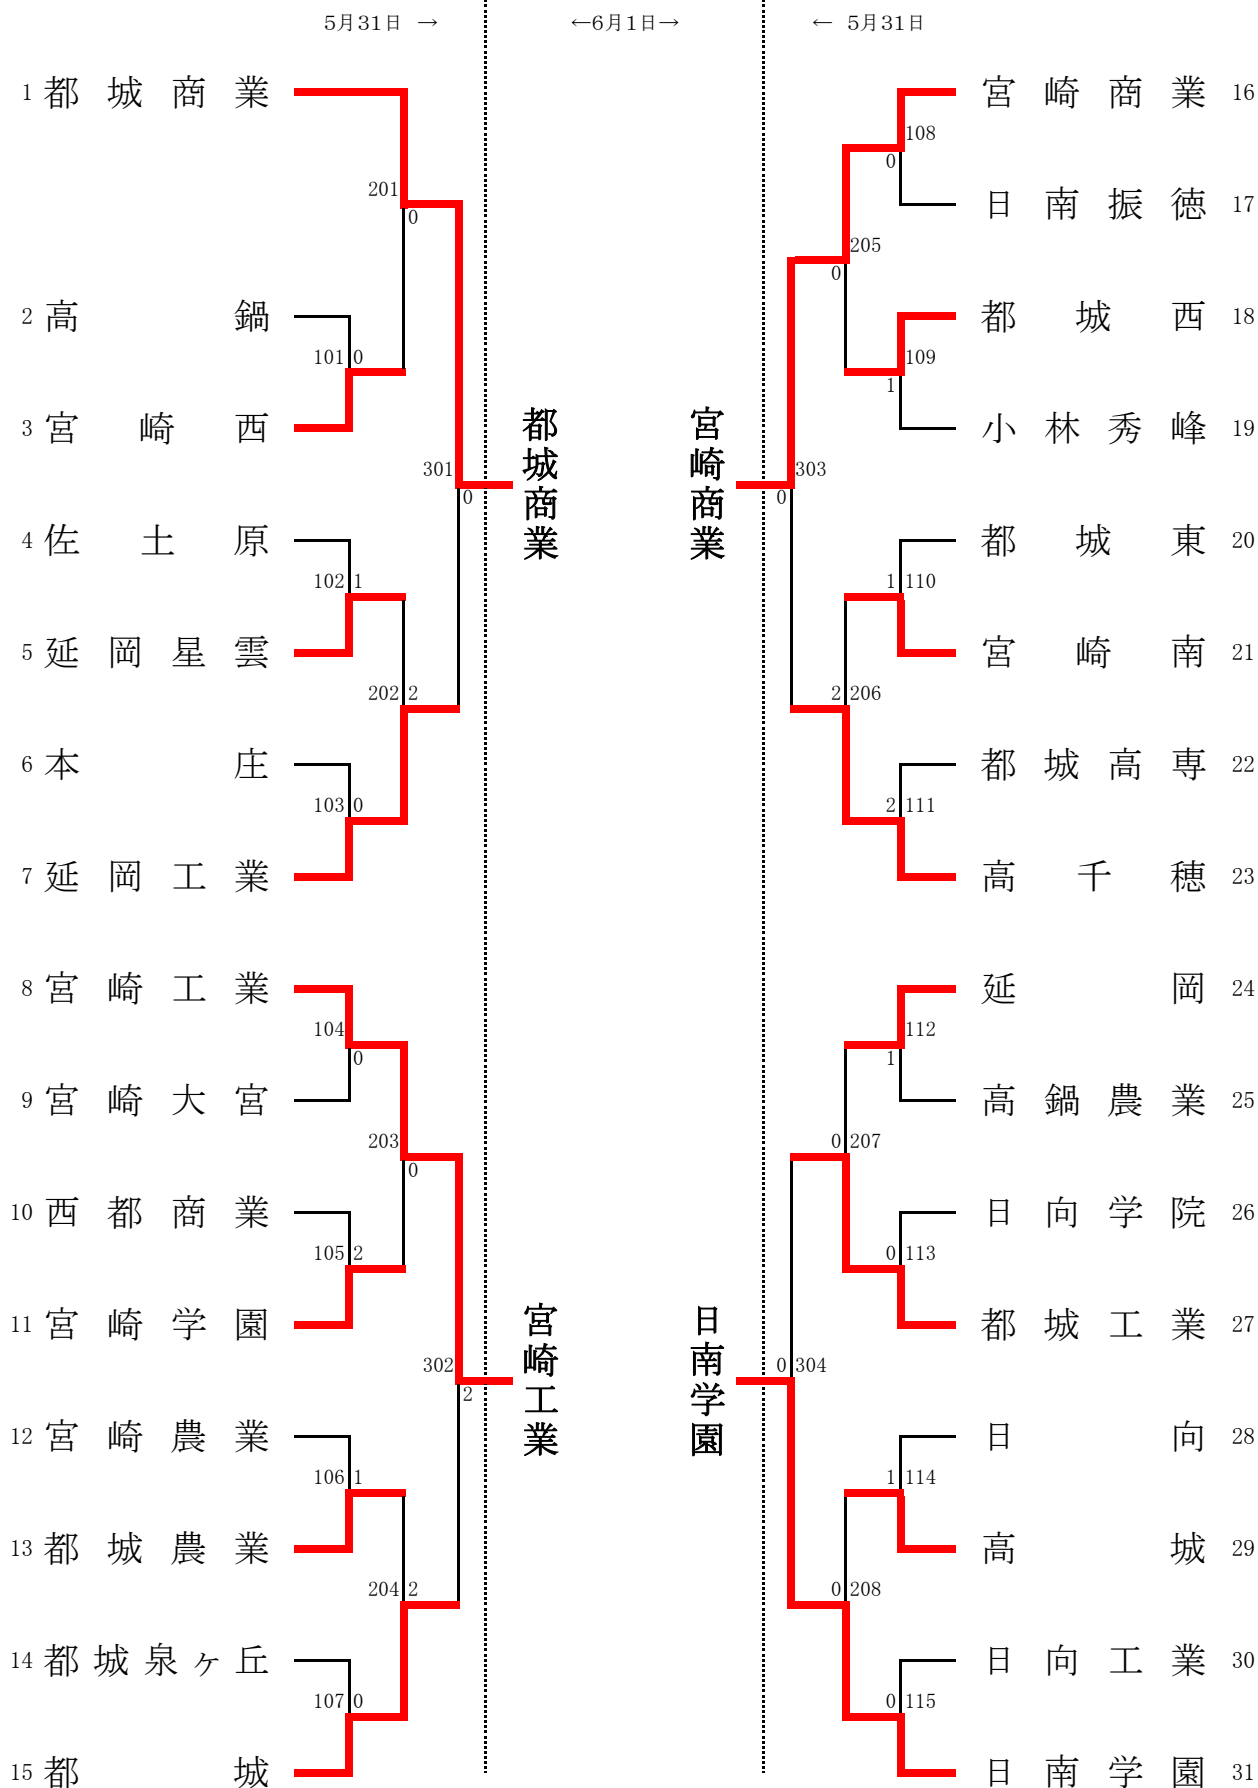 5月31日 → ←6月1日→ ← 5月31日
1 都城商業 宮崎商業 16
108
0
201 日南振徳 17
0
205
0
2 高鍋 都城西 18
101 0 109
1
3 宮崎西 小林秀峰 19
都城商業 宮崎商業
301 303
0 0
4 佐土原 都城東 20
102 1 1 110
5 延岡星雲 宮崎南 21
202 2 2 206
6 本庄 都城高専 22
103 0 2 111
7 延岡工業 高千穂 23
8 宮崎工業 延岡 24
104 112
0 1
9 宮崎大宮 高鍋農業 25
203 0 207
0
10 西都商業 日向学院 26
105 2 0 113
11 宮崎学園 都城工業 27
宮崎工業 日南学園
302 0 304
2
12 宮崎農業 日向 28
106 1 1 114
13 都城農業 高城 29
204 2 0 208
14 都城泉ヶ丘 日向工業 30
107 0 0 115
15 都城 日南学園 31